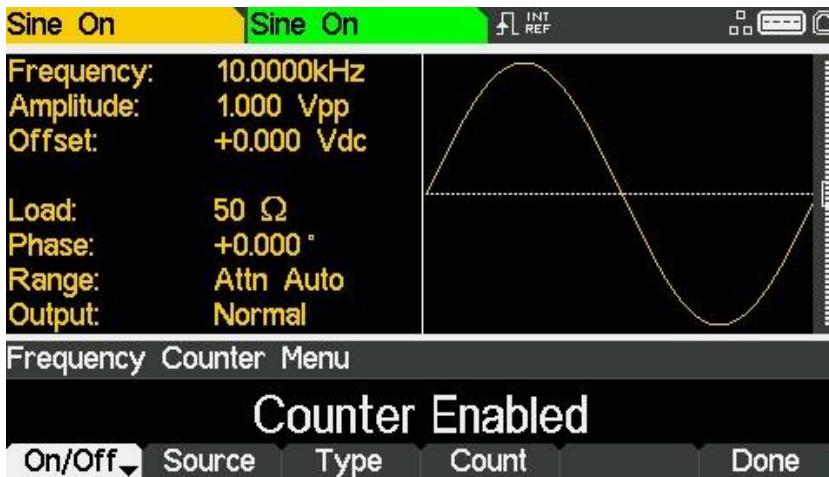 Sine On Sine On INT REF
Frequency: 10.0000kHz
Amplitude: 1.000 Vpp
Offset: +0.000 Vdc
Load: 50 Ω
Phase: +0.000 °
Range: Attn Auto
Output: Normal
Frequency Counter Menu
Counter Enabled
On/Off Source Type Count Done